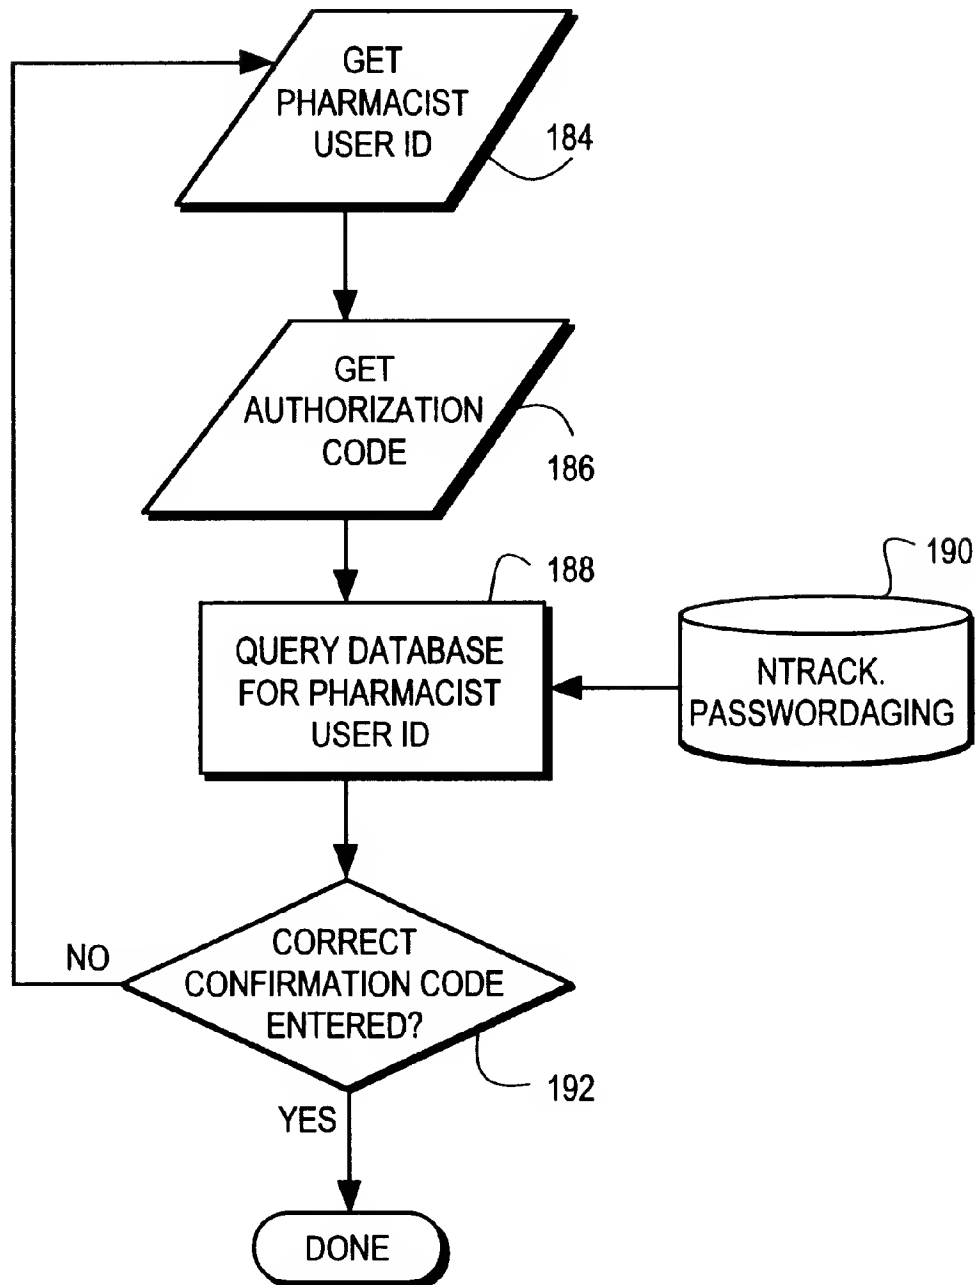 GET
PHARMACIST
USER ID
184
GET
AUTHORIZATION
CODE
186
188
190
QUERY DATABASE
FOR PHARMACIST
USER ID
NTRACK.
PASSWORDAGING
NO
CORRECT
CONFIRMATION CODE
ENTERED?
192
YES
DONE